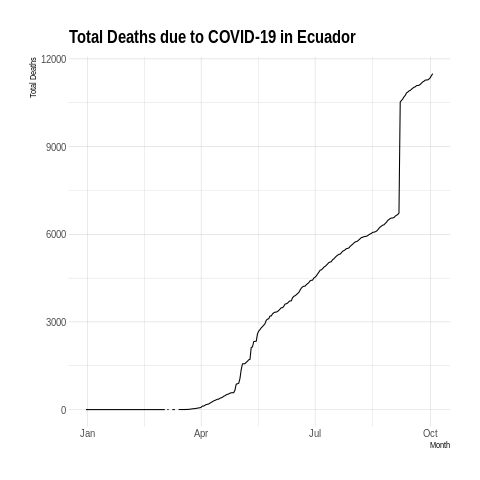 Total Deaths due to COVID-19 in Ecuador
Total Deaths
12000
9000
6000
3000
0
Jan Apr Jul Oct
Month